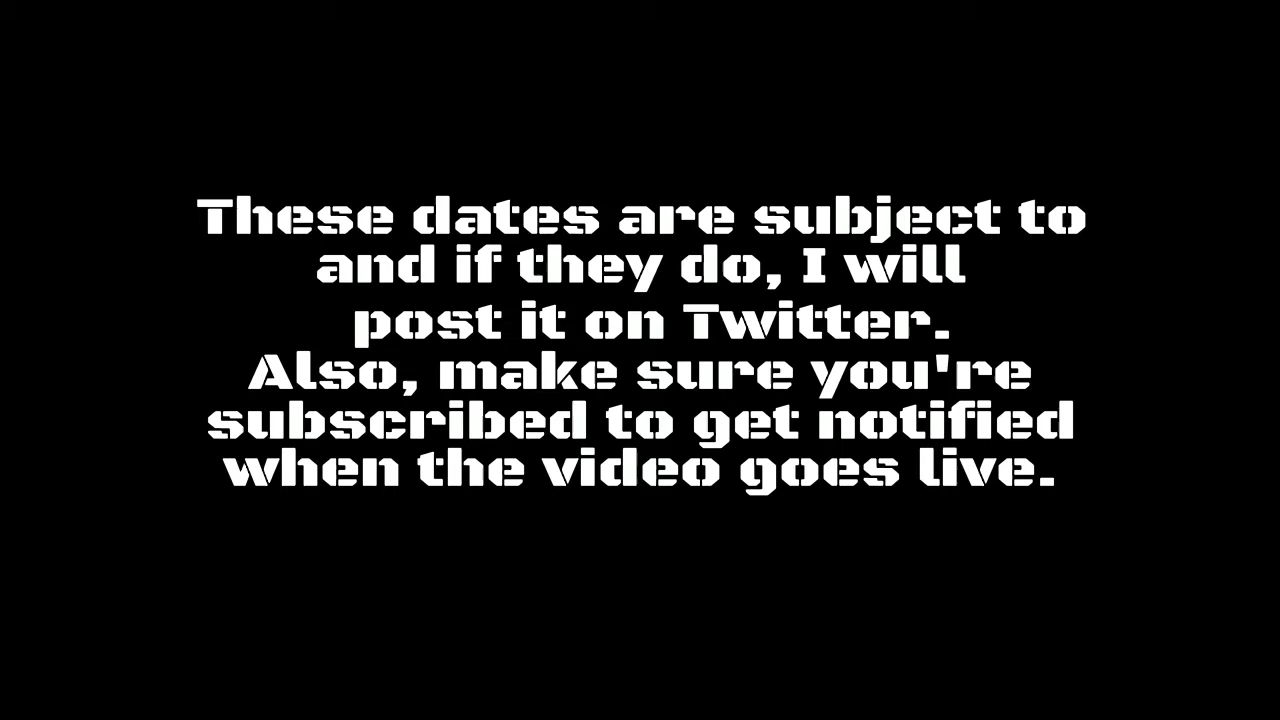 These dates are subject to
and if they do, I will
post it on Twitter.
Also, make sure you're
subscribed to get notified
when the video goes live.